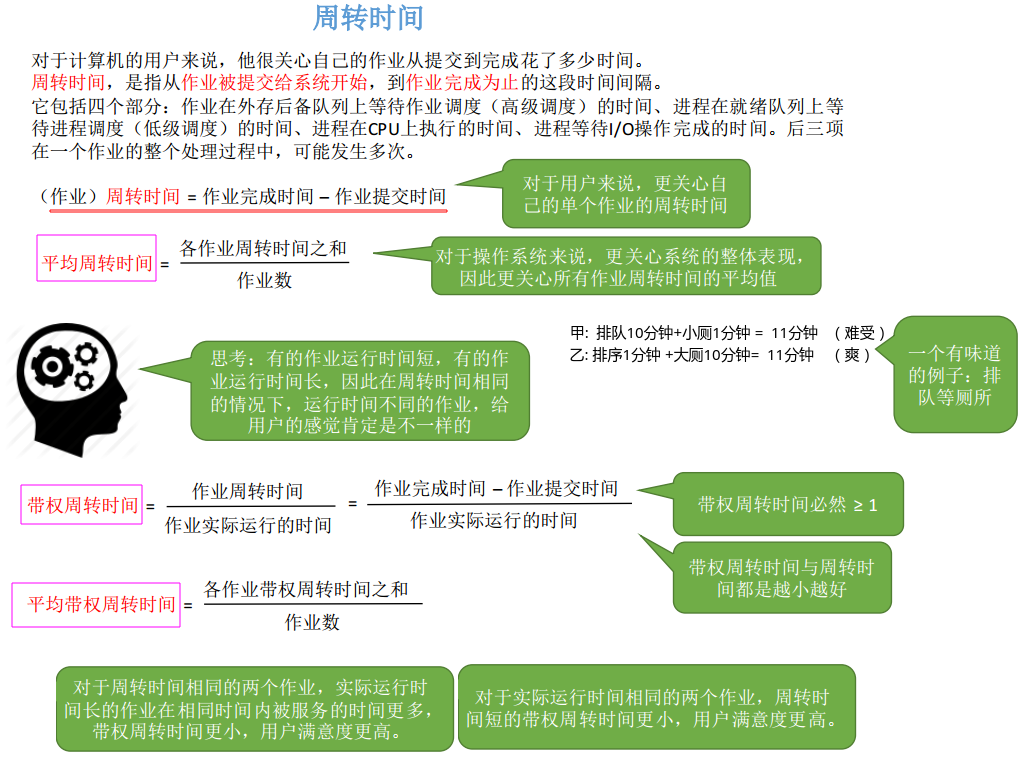 周转时间
对于计算机的用户来说，他很关心自己的作业从提交到完成花了多少时间。
周转时间，是指从作业被提交给系统开始，到作业完成为止的这段时间间隔。
它包括四个部分：作业在外存后备队列上等待作业调度（高级调度）的时间、进程在就绪队列上等
待进程调度（低级调度）的时间、进程在CPU上执行的时间、进程等待I/O操作完成的时间。后三项
在一个作业的整个处理过程中，可能发生多次。
（作业）周转时间 = 作业完成时间 – 作业提交时间
对于用户来说，更关心自
己的单个作业的周转时间
平均周转时间 =
各作业周转时间之和
作业数
对于操作系统来说，更关心系统的整体表现，
因此更关心所有作业周转时间的平均值
思考：有的作业运行时间短，有的作
业运行时间长，因此在周转时间相同
的情况下，运行时间不同的作业，给
用户的感觉肯定是不一样的
甲: 排队10分钟+小厕1分钟 = 11分钟 （ 难受 ）
乙: 排序1分钟 +大厕10分钟= 11分钟 （ 爽 ）
一个有味道
的例子：排
队等厕所
带权周转时间 =
作业周转时间
作业实际运行的时间
=
作业完成时间 – 作业提交时间
作业实际运行的时间
带权周转时间必然 ≥ 1
带权周转时间与周转时
间都是越小越好
平均带权周转时间 =
各作业带权周转时间之和
作业数
对于周转时间相同的两个作业，实际运行时
间长的作业在相同时间内被服务的时间更多，
带权周转时间更小，用户满意度更高。
对于实际运行时间相同的两个作业，周转时
间短的带权周转时间更小，用户满意度更高。